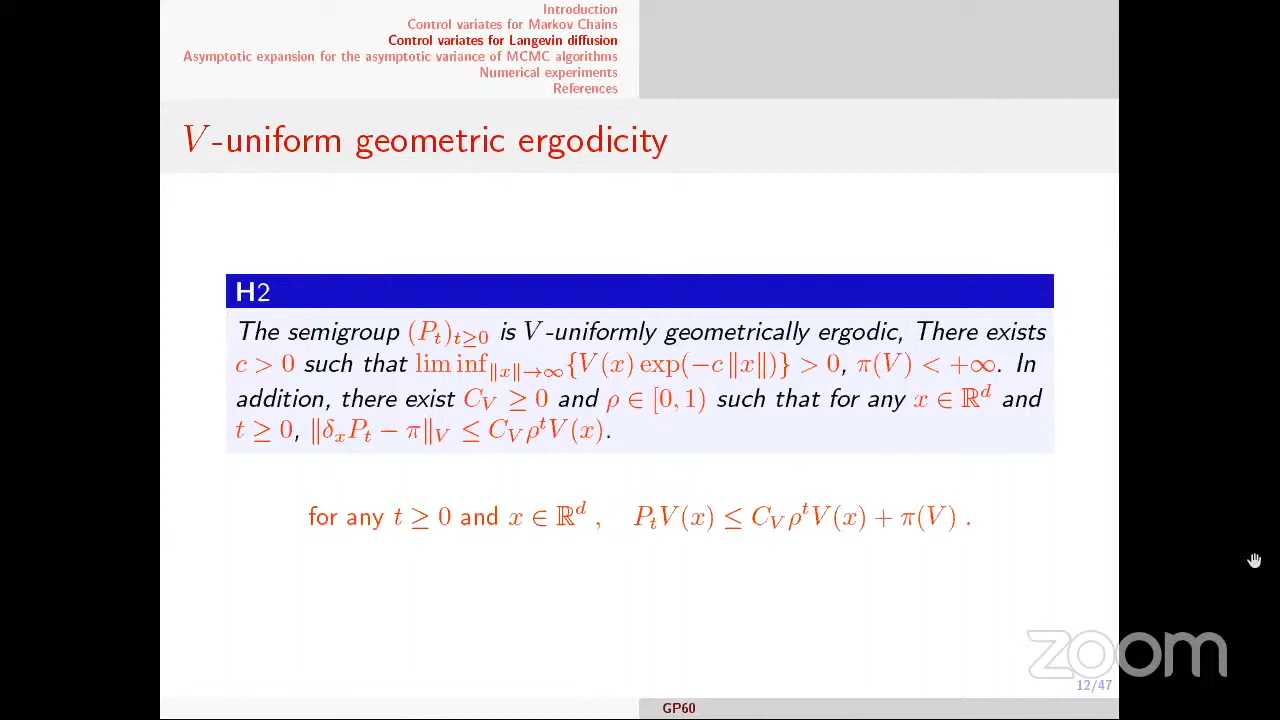 Introduction
Control variates for Markov Chains
Control variates for Langevin diffusion
Asymptotic expansion for the asymptotic variance of MCMC algorithms
Numerical experiments
References
V-uniform geometric ergodicity
H2
The semigroup (P_t)_{t≥0} is V-uniformly geometrically ergodic, There exists
c > 0 such that lim inf_{‖x‖→∞}{V(x) exp(−c ‖x‖)} > 0, π(V) < +∞. In
addition, there exist C_V ≥ 0 and ρ ∈ [0, 1) such that for any x ∈ ℝ^d and
t ≥ 0, ‖δ_x P_t − π‖_V ≤ C_V ρ^t V(x).
for any t ≥ 0 and x ∈ ℝ^d , P_t V(x) ≤ C_V ρ^t V(x) + π(V) .
zoom
12/47
GP60